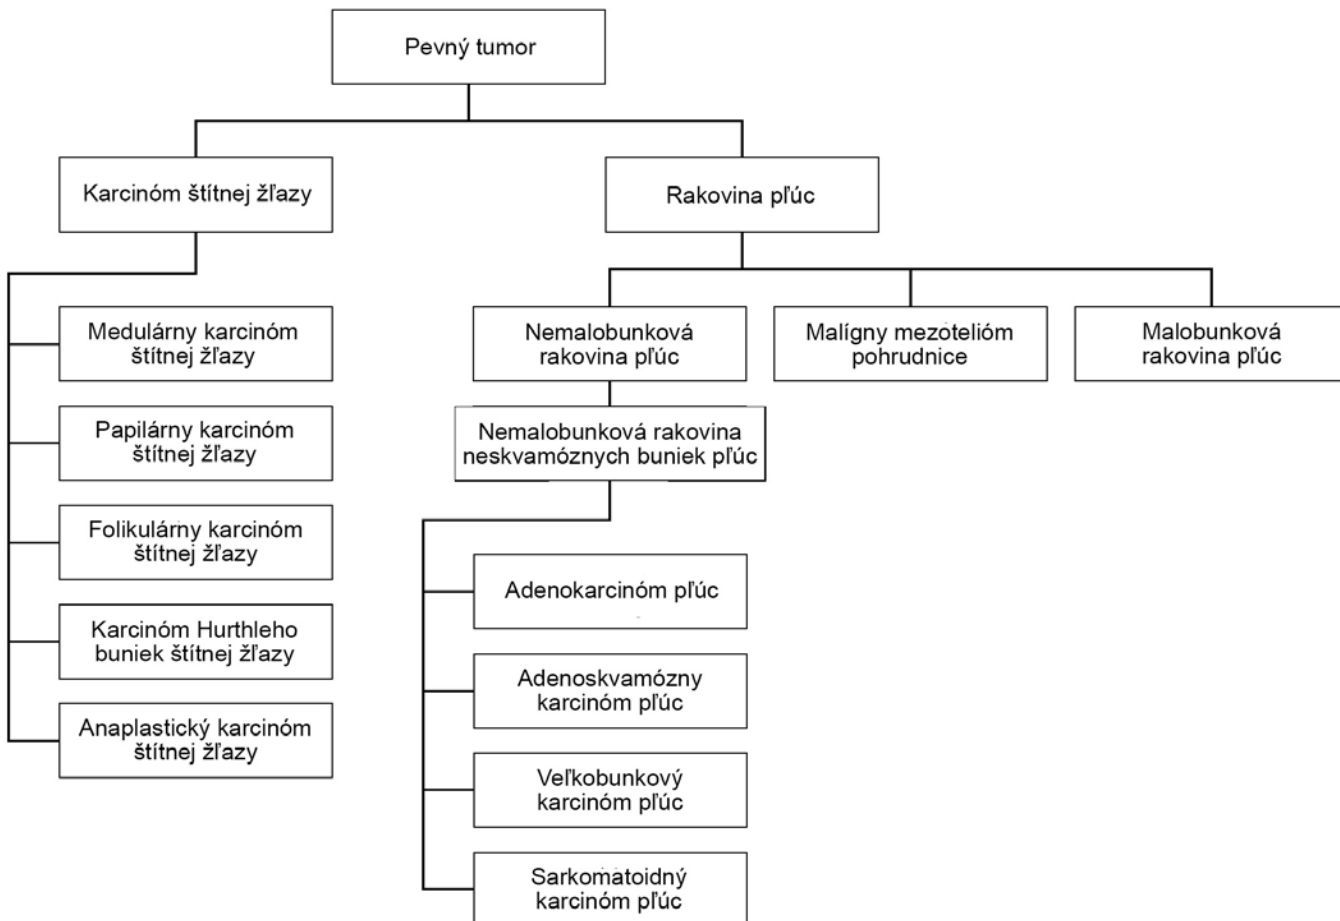 Pevný tumor
Karcinóm štítnej žľazy
Rakovina pľúc
Medulárny karcinóm
štítnej žľazy
Papilárny karcinóm
štítnej žľazy
Folikulárny karcinóm
štítnej žľazy
Karcinóm Hurthleho
buniek štítnej žľazy
Anaplastický karcinóm
štítnej žľazy
Nemalobunková
rakovina pľúc
Malígny mezotelióm
pohrudnice
Malobunková
rakovina pľúc
Nemalobunková rakovina
neskvamóznych buniek pľúc
Adenokarcinóm pľúc
Adenoskvamózny
karcinóm pľúc
Veľkobunkový
karcinóm pľúc
Sarkomatoidný
karcinóm pľúc